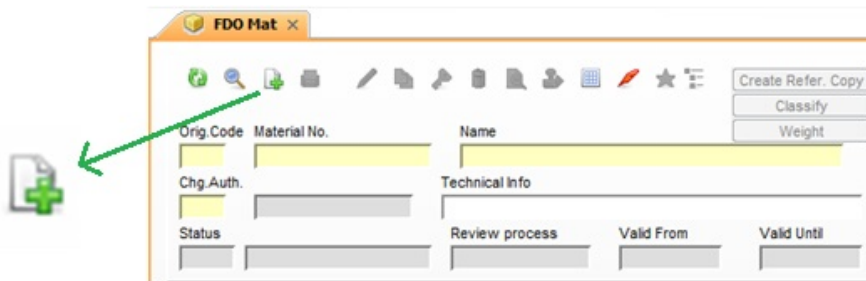 FDO Mat
Create Refer. Copy
Classify
Weight
Orig.Code Material No. Name
Chg.Auth. Technical Info
Status Review process Valid From Valid Until